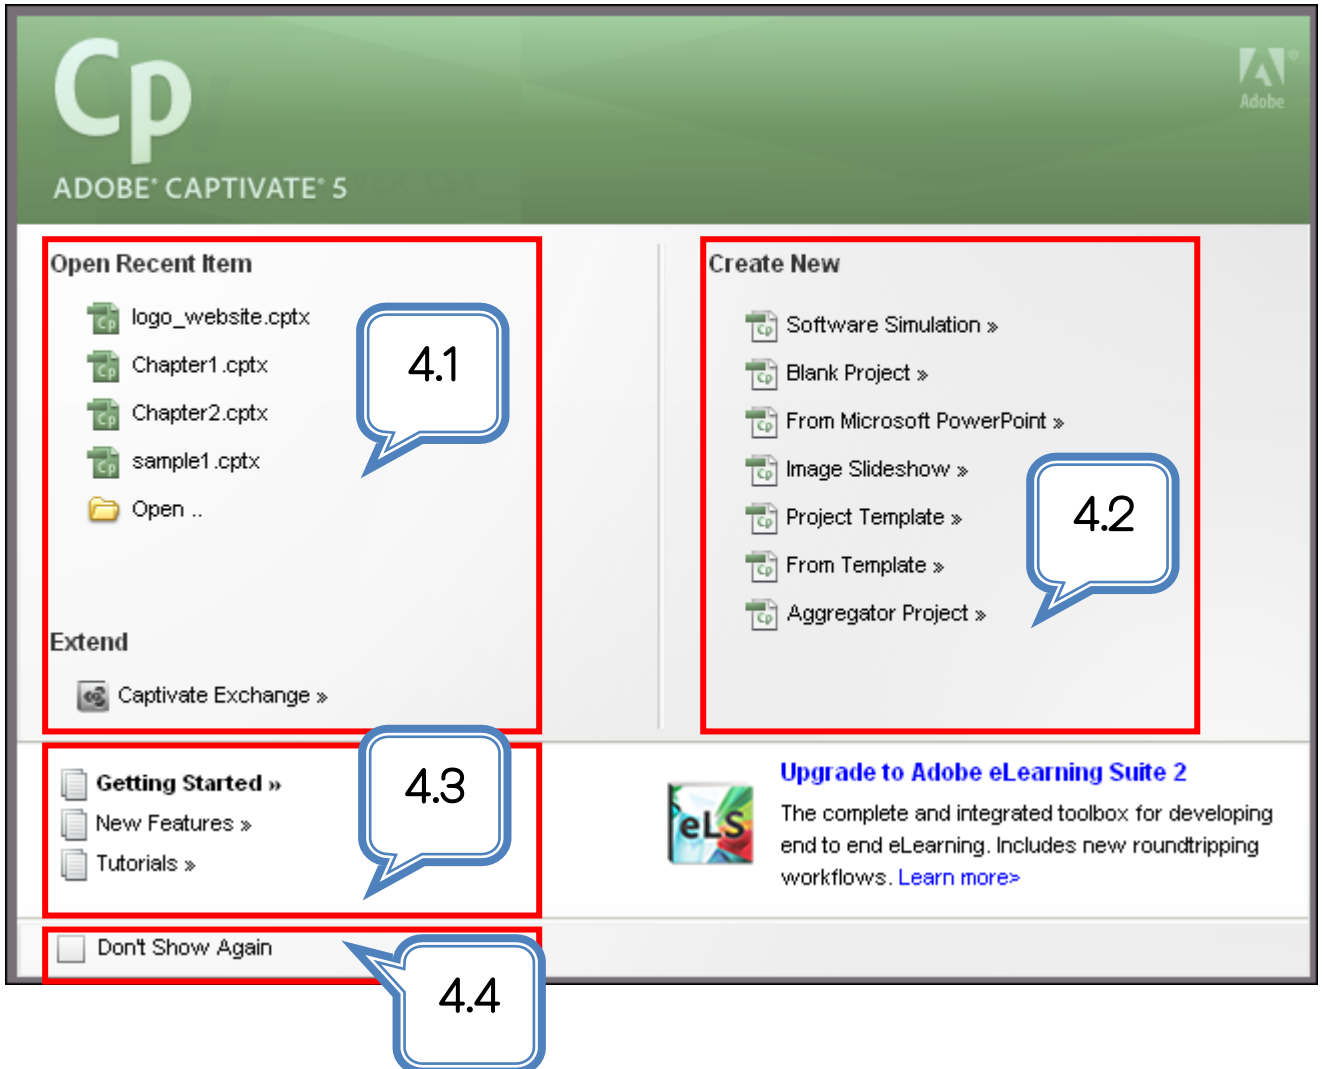 Cp
Adobe
ADOBE® CAPTIVATE® 5
Open Recent Item
logo_website.cptx
Chapter1.cptx
Chapter2.cptx
sample1.cptx
Open ..
4.1
Extend
Captivate Exchange »
Create New
Software Simulation »
Blank Project »
From Microsoft PowerPoint »
Image Slideshow »
Project Template »
From Template »
Aggregator Project »
4.2
Getting Started »
New Features »
Tutorials »
4.3
eLS
Upgrade to Adobe eLearning Suite 2
The complete and integrated toolbox for developing
end to end eLearning. Includes new roundtripping
workflows. Learn more>
Don't Show Again
4.4